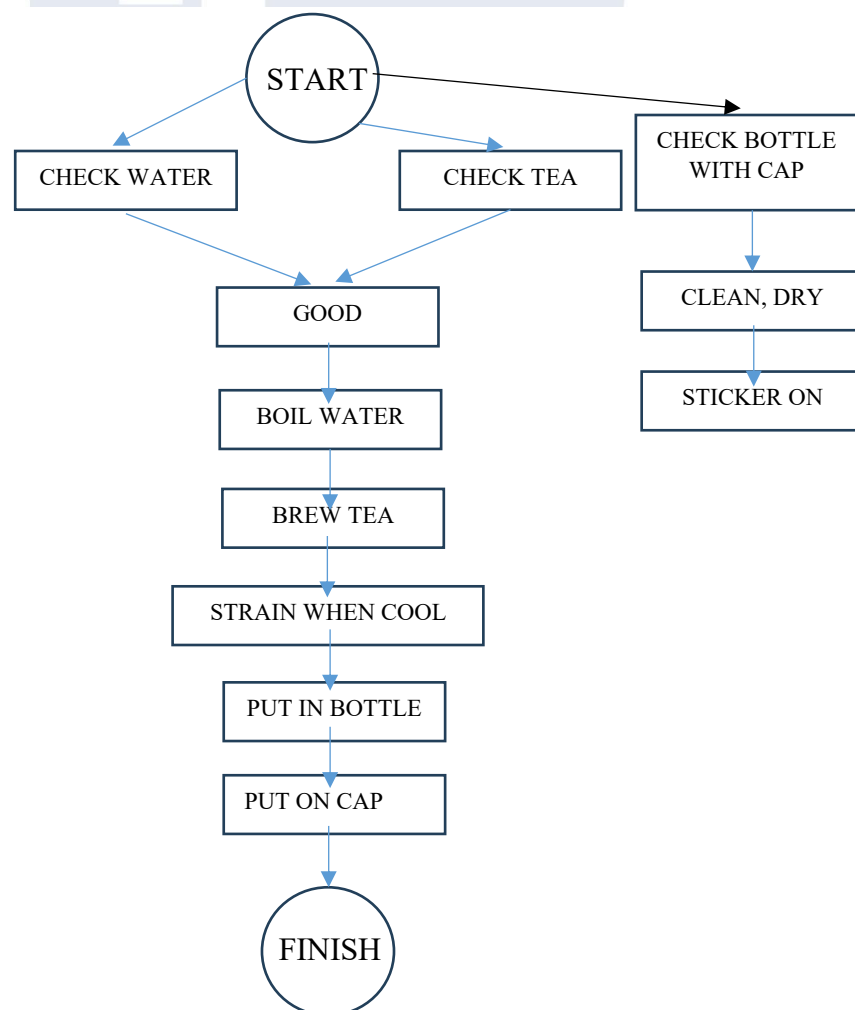 START
CHECK WATER
CHECK TEA
CHECK BOTTLE
WITH CAP
GOOD
CLEAN, DRY
BOIL WATER
STICKER ON
BREW TEA
STRAIN WHEN COOL
PUT IN BOTTLE
PUT ON CAP
FINISH